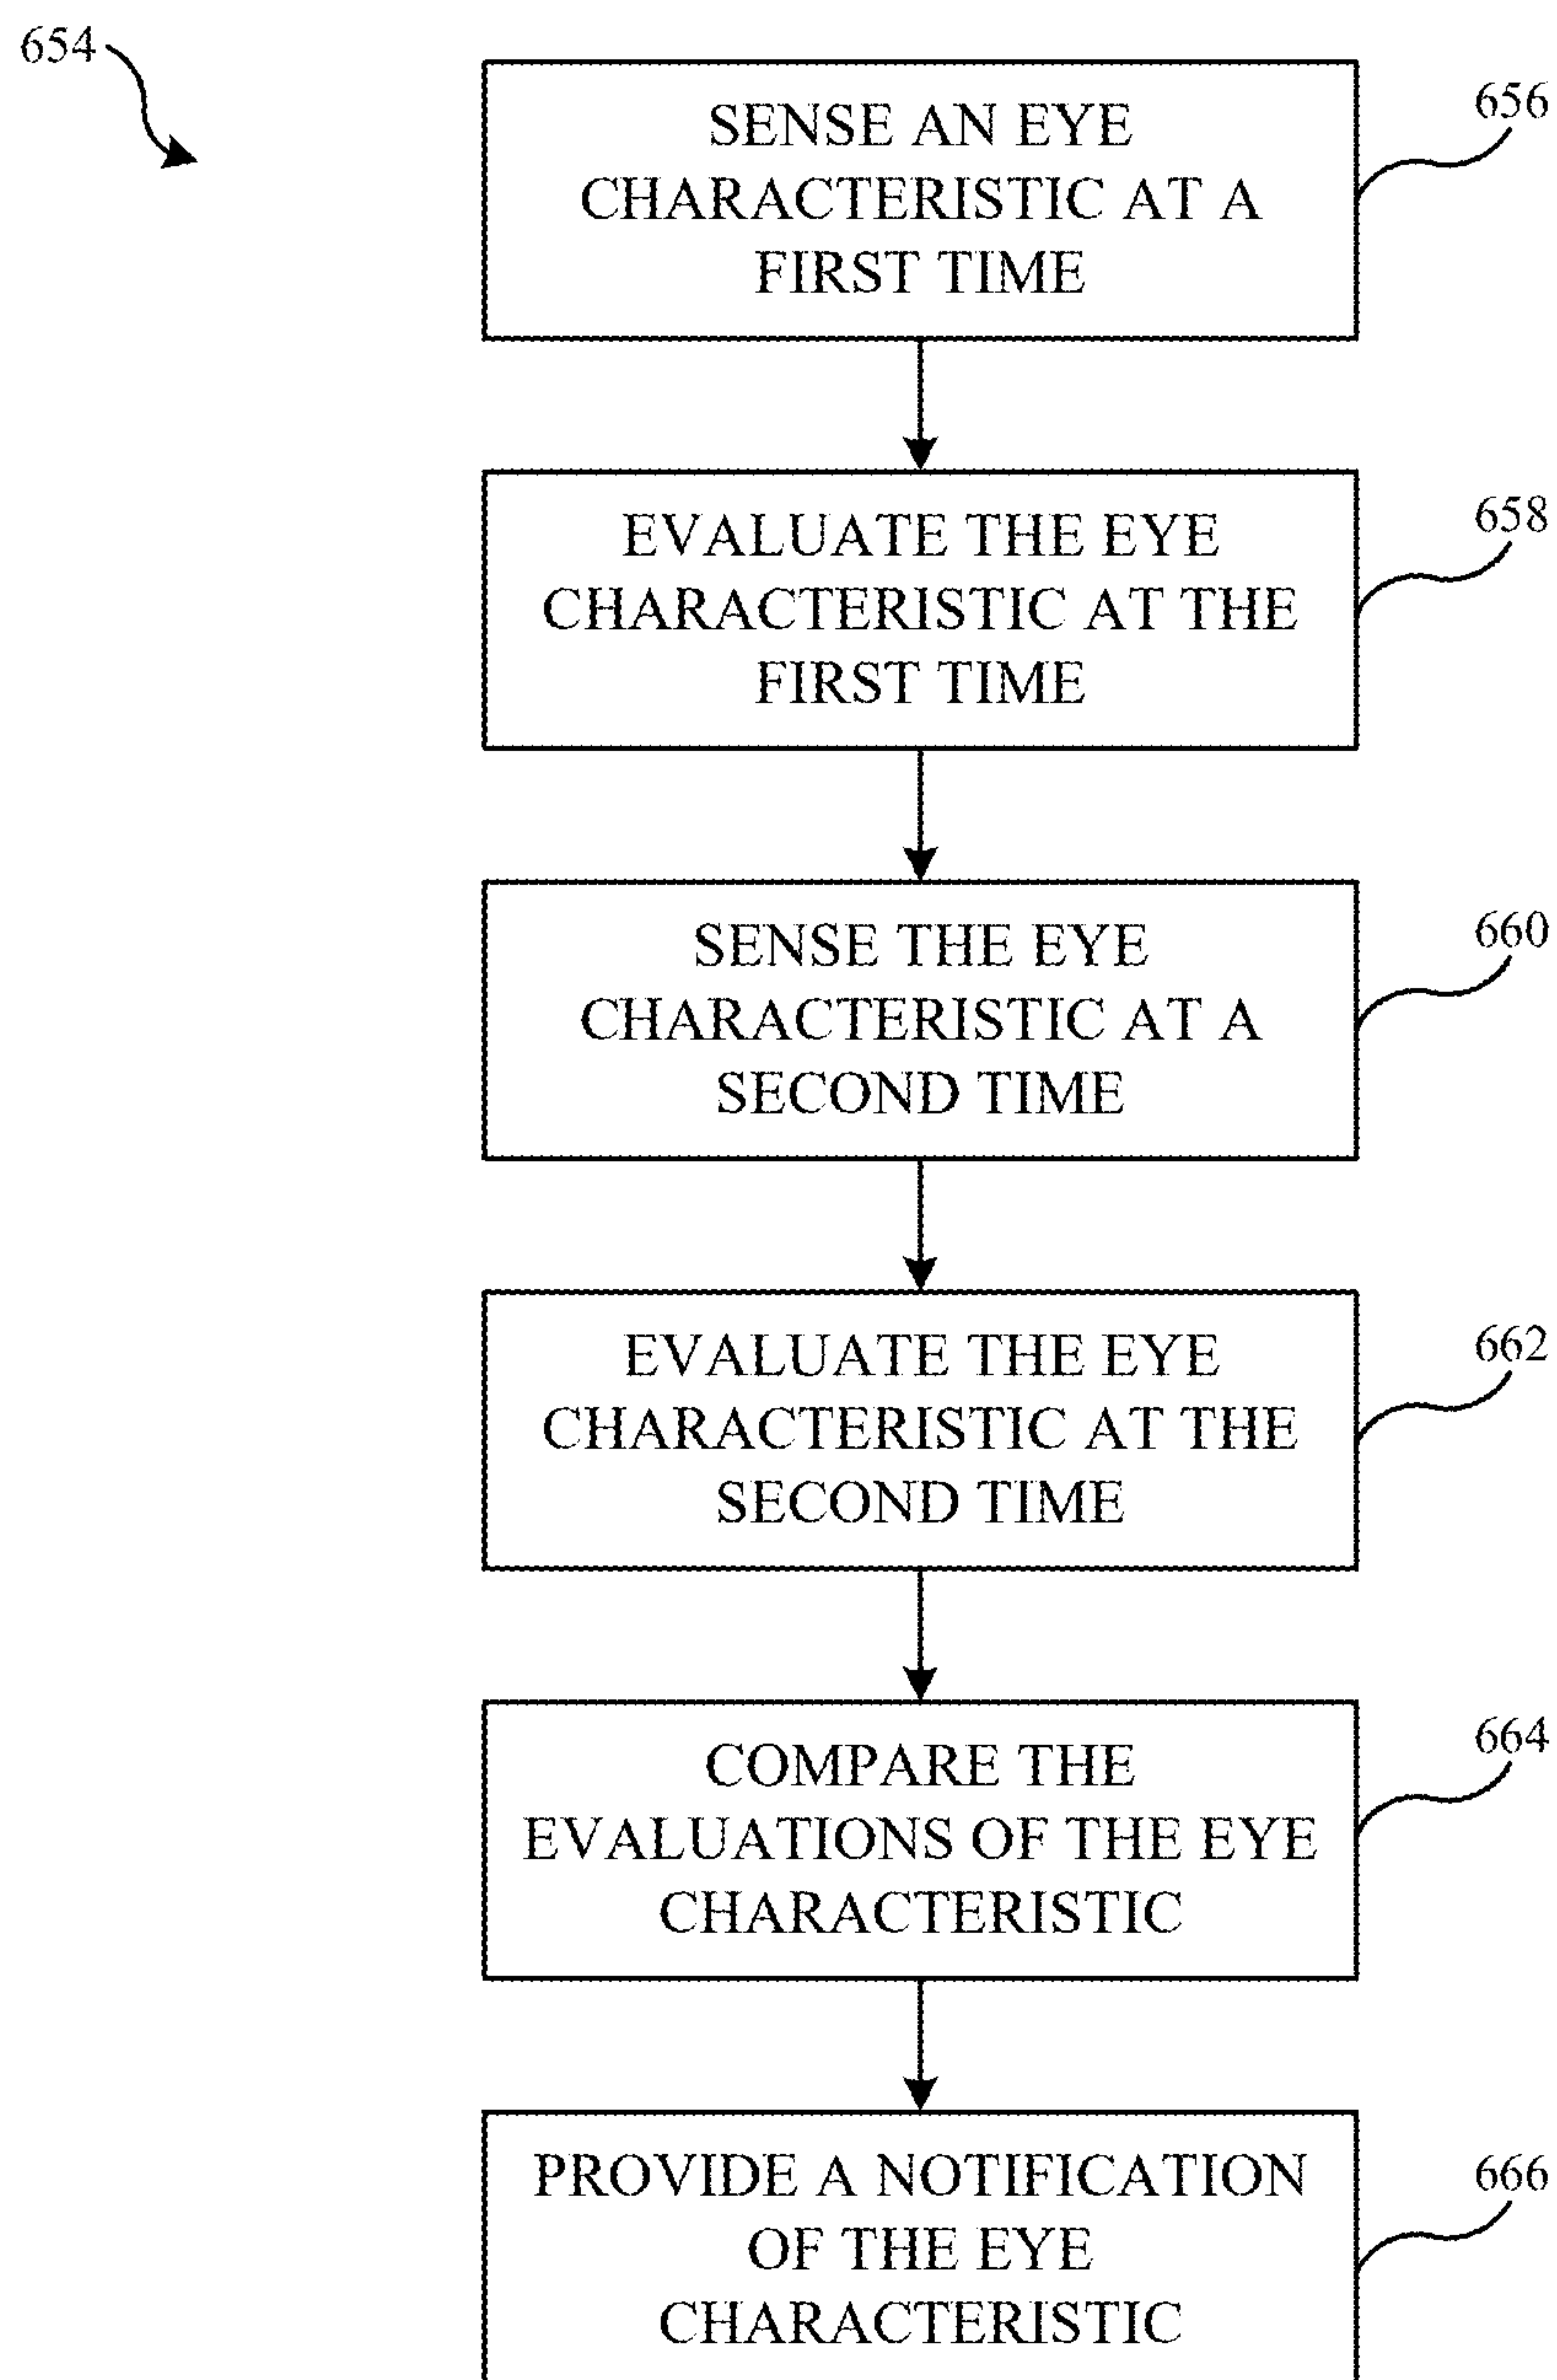 654
SENSE AN EYE
CHARACTERISTIC AT A
FIRST TIME
656
EVALUATE THE EYE
CHARACTERISTIC AT THE
FIRST TIME
658
SENSE THE EYE
CHARACTERISTIC AT A
SECOND TIME
660
EVALUATE THE EYE
CHARACTERISTIC AT THE
SECOND TIME
662
COMPARE THE
EVALUATIONS OF THE EYE
CHARACTERISTIC
664
PROVIDE A NOTIFICATION
OF THE EYE
CHARACTERISTIC
666